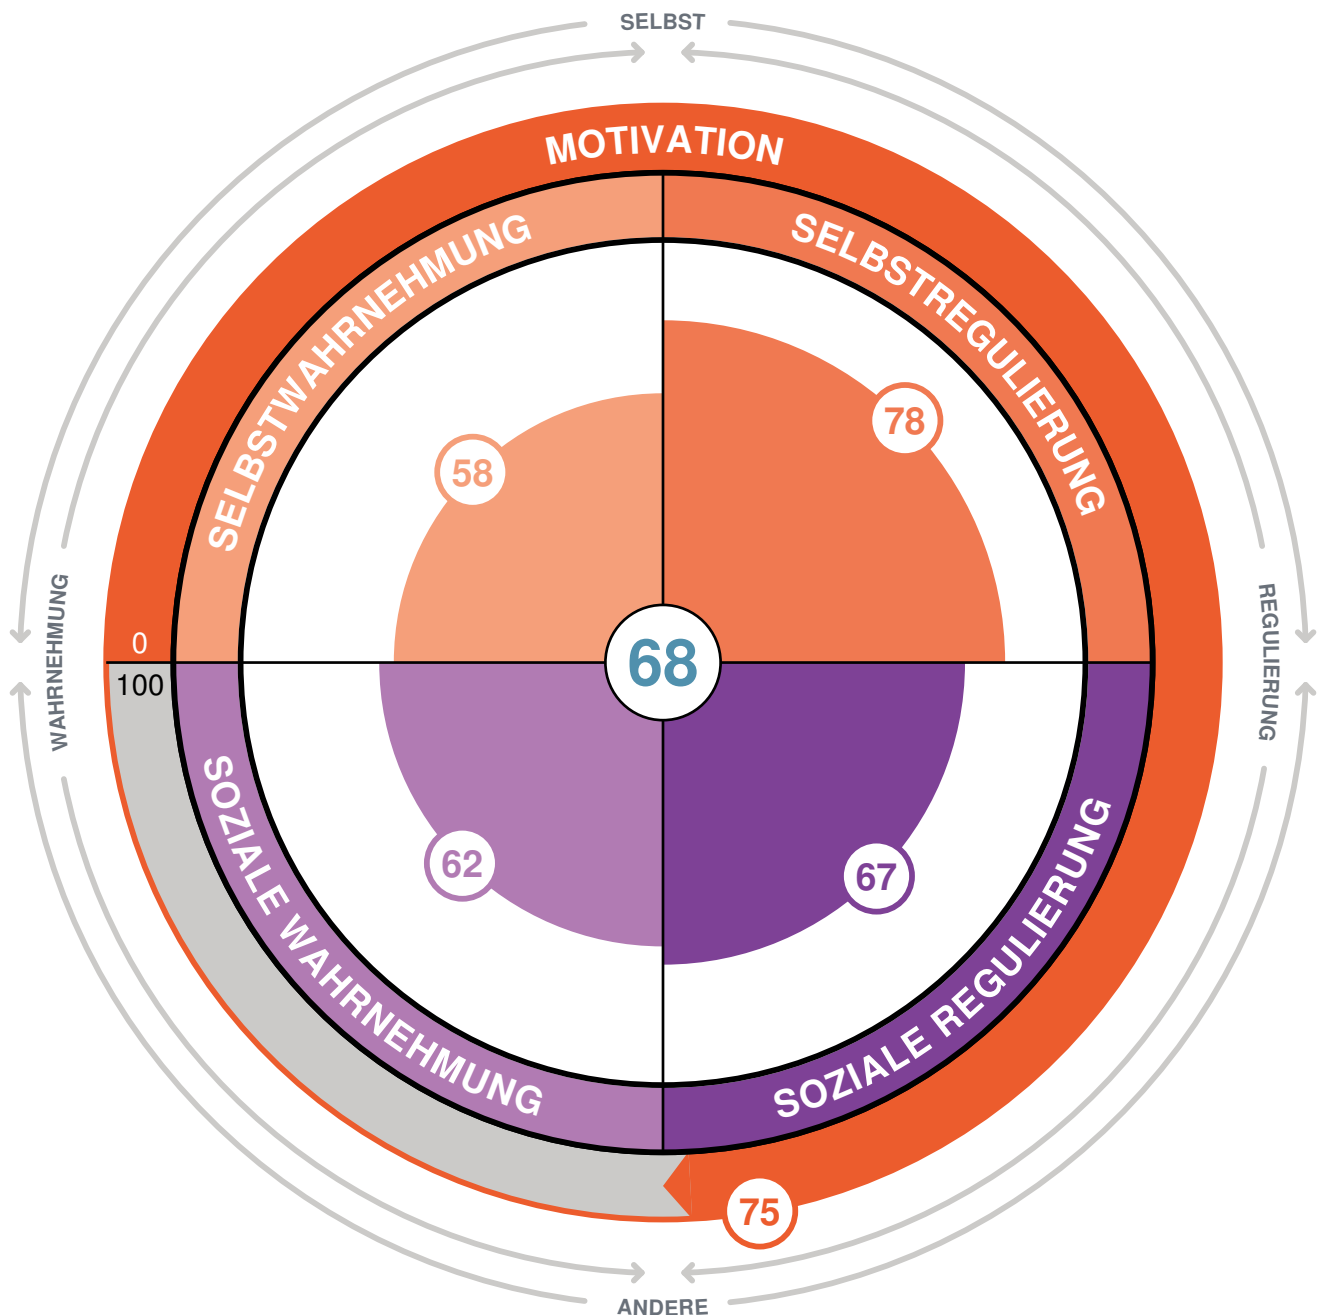 SELBST
MOTIVATION
SELBSTWAHRNEHMUNG
SELBSTREGULIERUNG
78
58
WAHRNEHMUNG
REGULIERUNG
0
68
100
SOZIALE WAHRNEHMUNG
SOZIALE REGULIERUNG
62
67
75
ANDERE